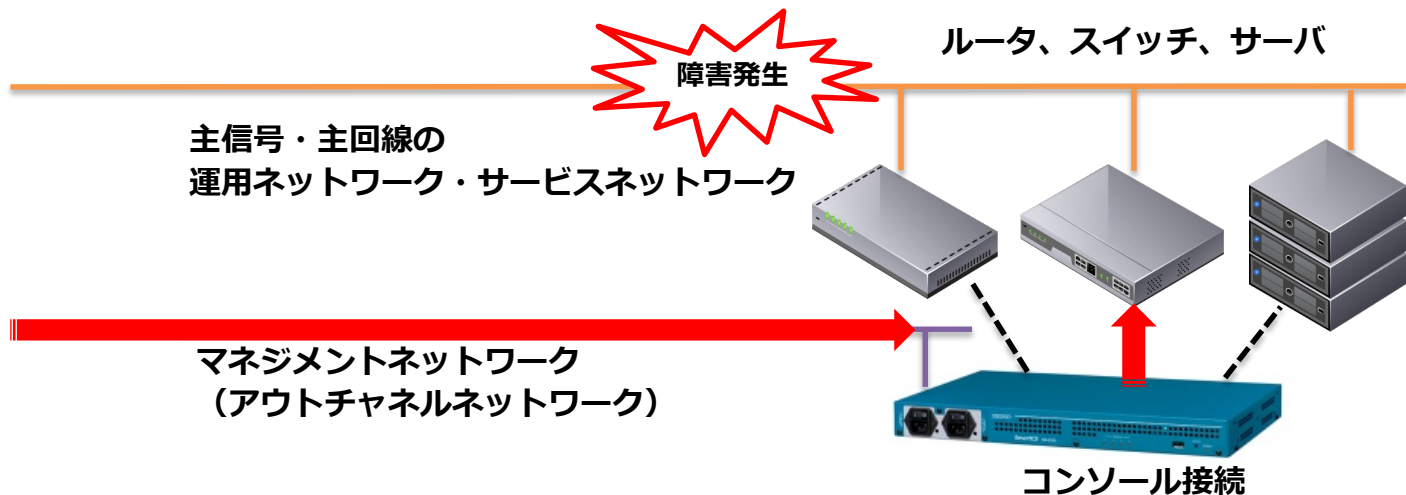 障害発生
ルータ、スイッチ、サーバ
主信号・主回線の
運用ネットワーク・サービスネットワーク
マネジメントネットワーク
（アウトチャネルネットワーク）
SmartCS
コンソール接続